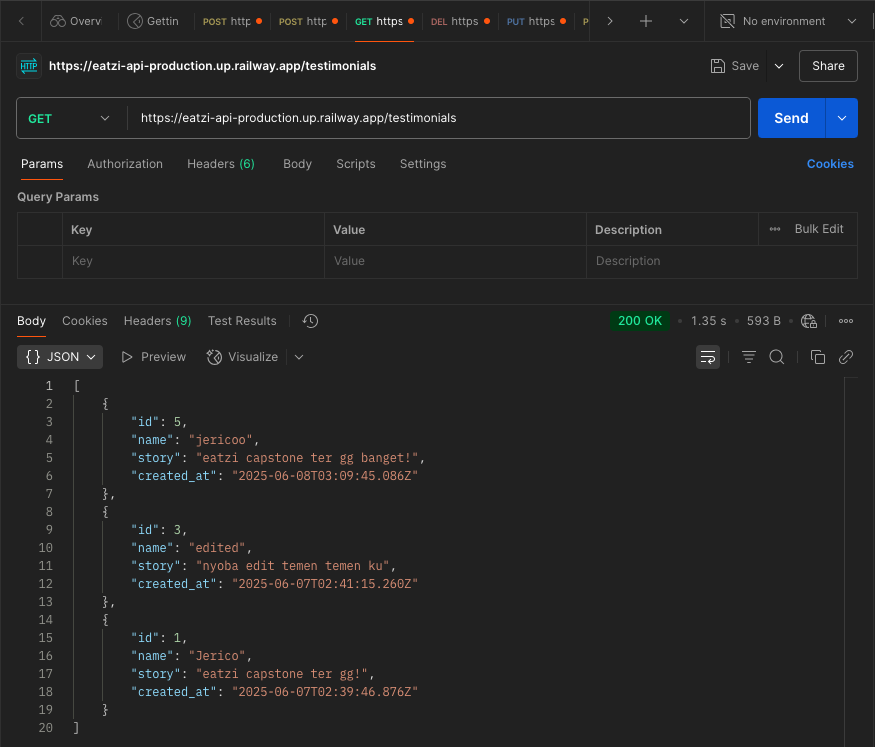 Overvi Gettin POST http POST http GET https DEL https PUT https P No environment
HTTP https://eatzi-api-production.up.railway.app/testimonials Save Share
GET https://eatzi-api-production.up.railway.app/testimonials Send
Params Authorization Headers (6) Body Scripts Settings Cookies
Query Params
Key Value Description Bulk Edit
Key Value Description
Body Cookies Headers (9) Test Results 200 OK 1.35 s 593 B
{} JSON Preview Visualize
1 [
2 {
3 "id": 5,
4 "name": "jericoo",
5 "story": "eatzi capstone ter gg banget!",
6 "created_at": "2025-06-08T03:09:45.086Z"
7 },
8 {
9 "id": 3,
10 "name": "edited",
11 "story": "nyoba edit temen temen ku",
12 "created_at": "2025-06-07T02:41:15.260Z"
13 },
14 {
15 "id": 1,
16 "name": "Jerico",
17 "story": "eatzi capstone ter gg!",
18 "created_at": "2025-06-07T02:39:46.876Z"
19 }
20 ]